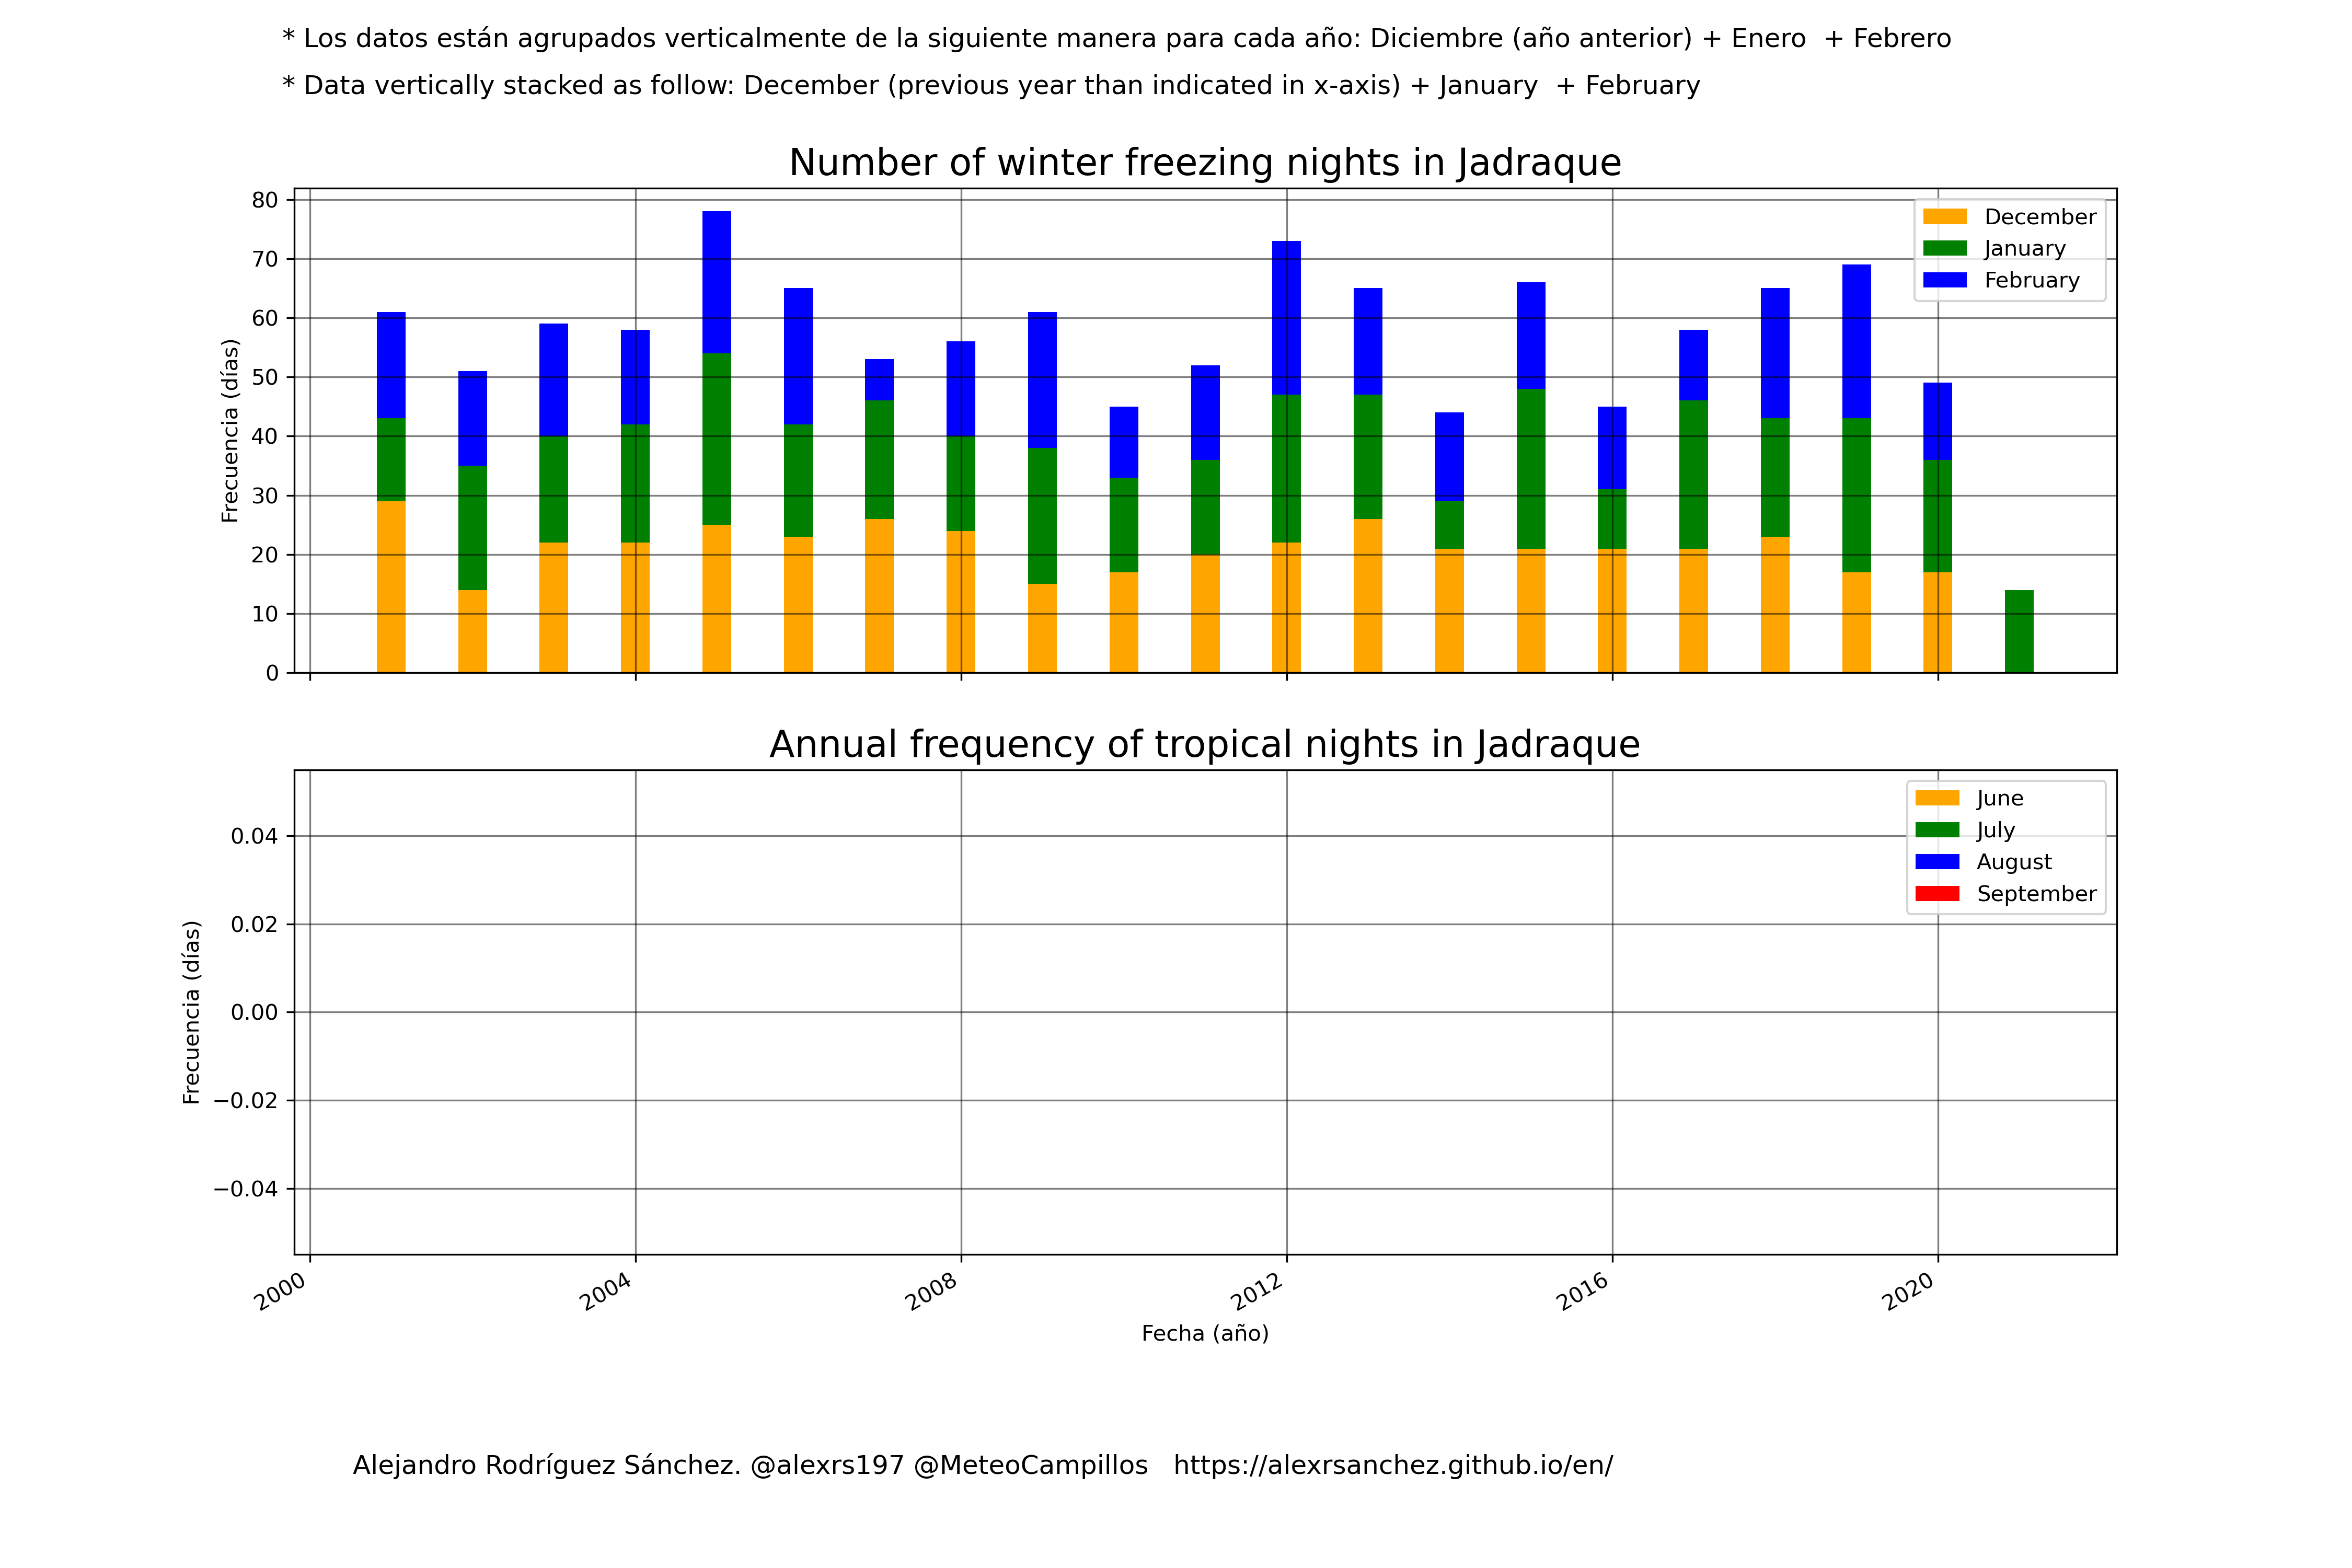 * Los datos están agrupados verticalmente de la siguiente manera para cada año: Diciembre (año anterior) + Enero  + Febrero
* Data vertically stacked as follow: December (previous year than indicated in x-axis) + January  + February
Number of winter freezing nights in Jadraque
80
70
60
50
40
30
20
10
0
Frecuencia (días)
December
January
February
Annual frequency of tropical nights in Jadraque
0.04
0.02
0.00
−0.02
−0.04
Frecuencia (días)
June
July
August
September
2000
2004
2008
2012
2016
2020
Fecha (año)
Alejandro Rodríguez Sánchez. @alexrs197 @MeteoCampillos   https://alexrsanchez.github.io/en/